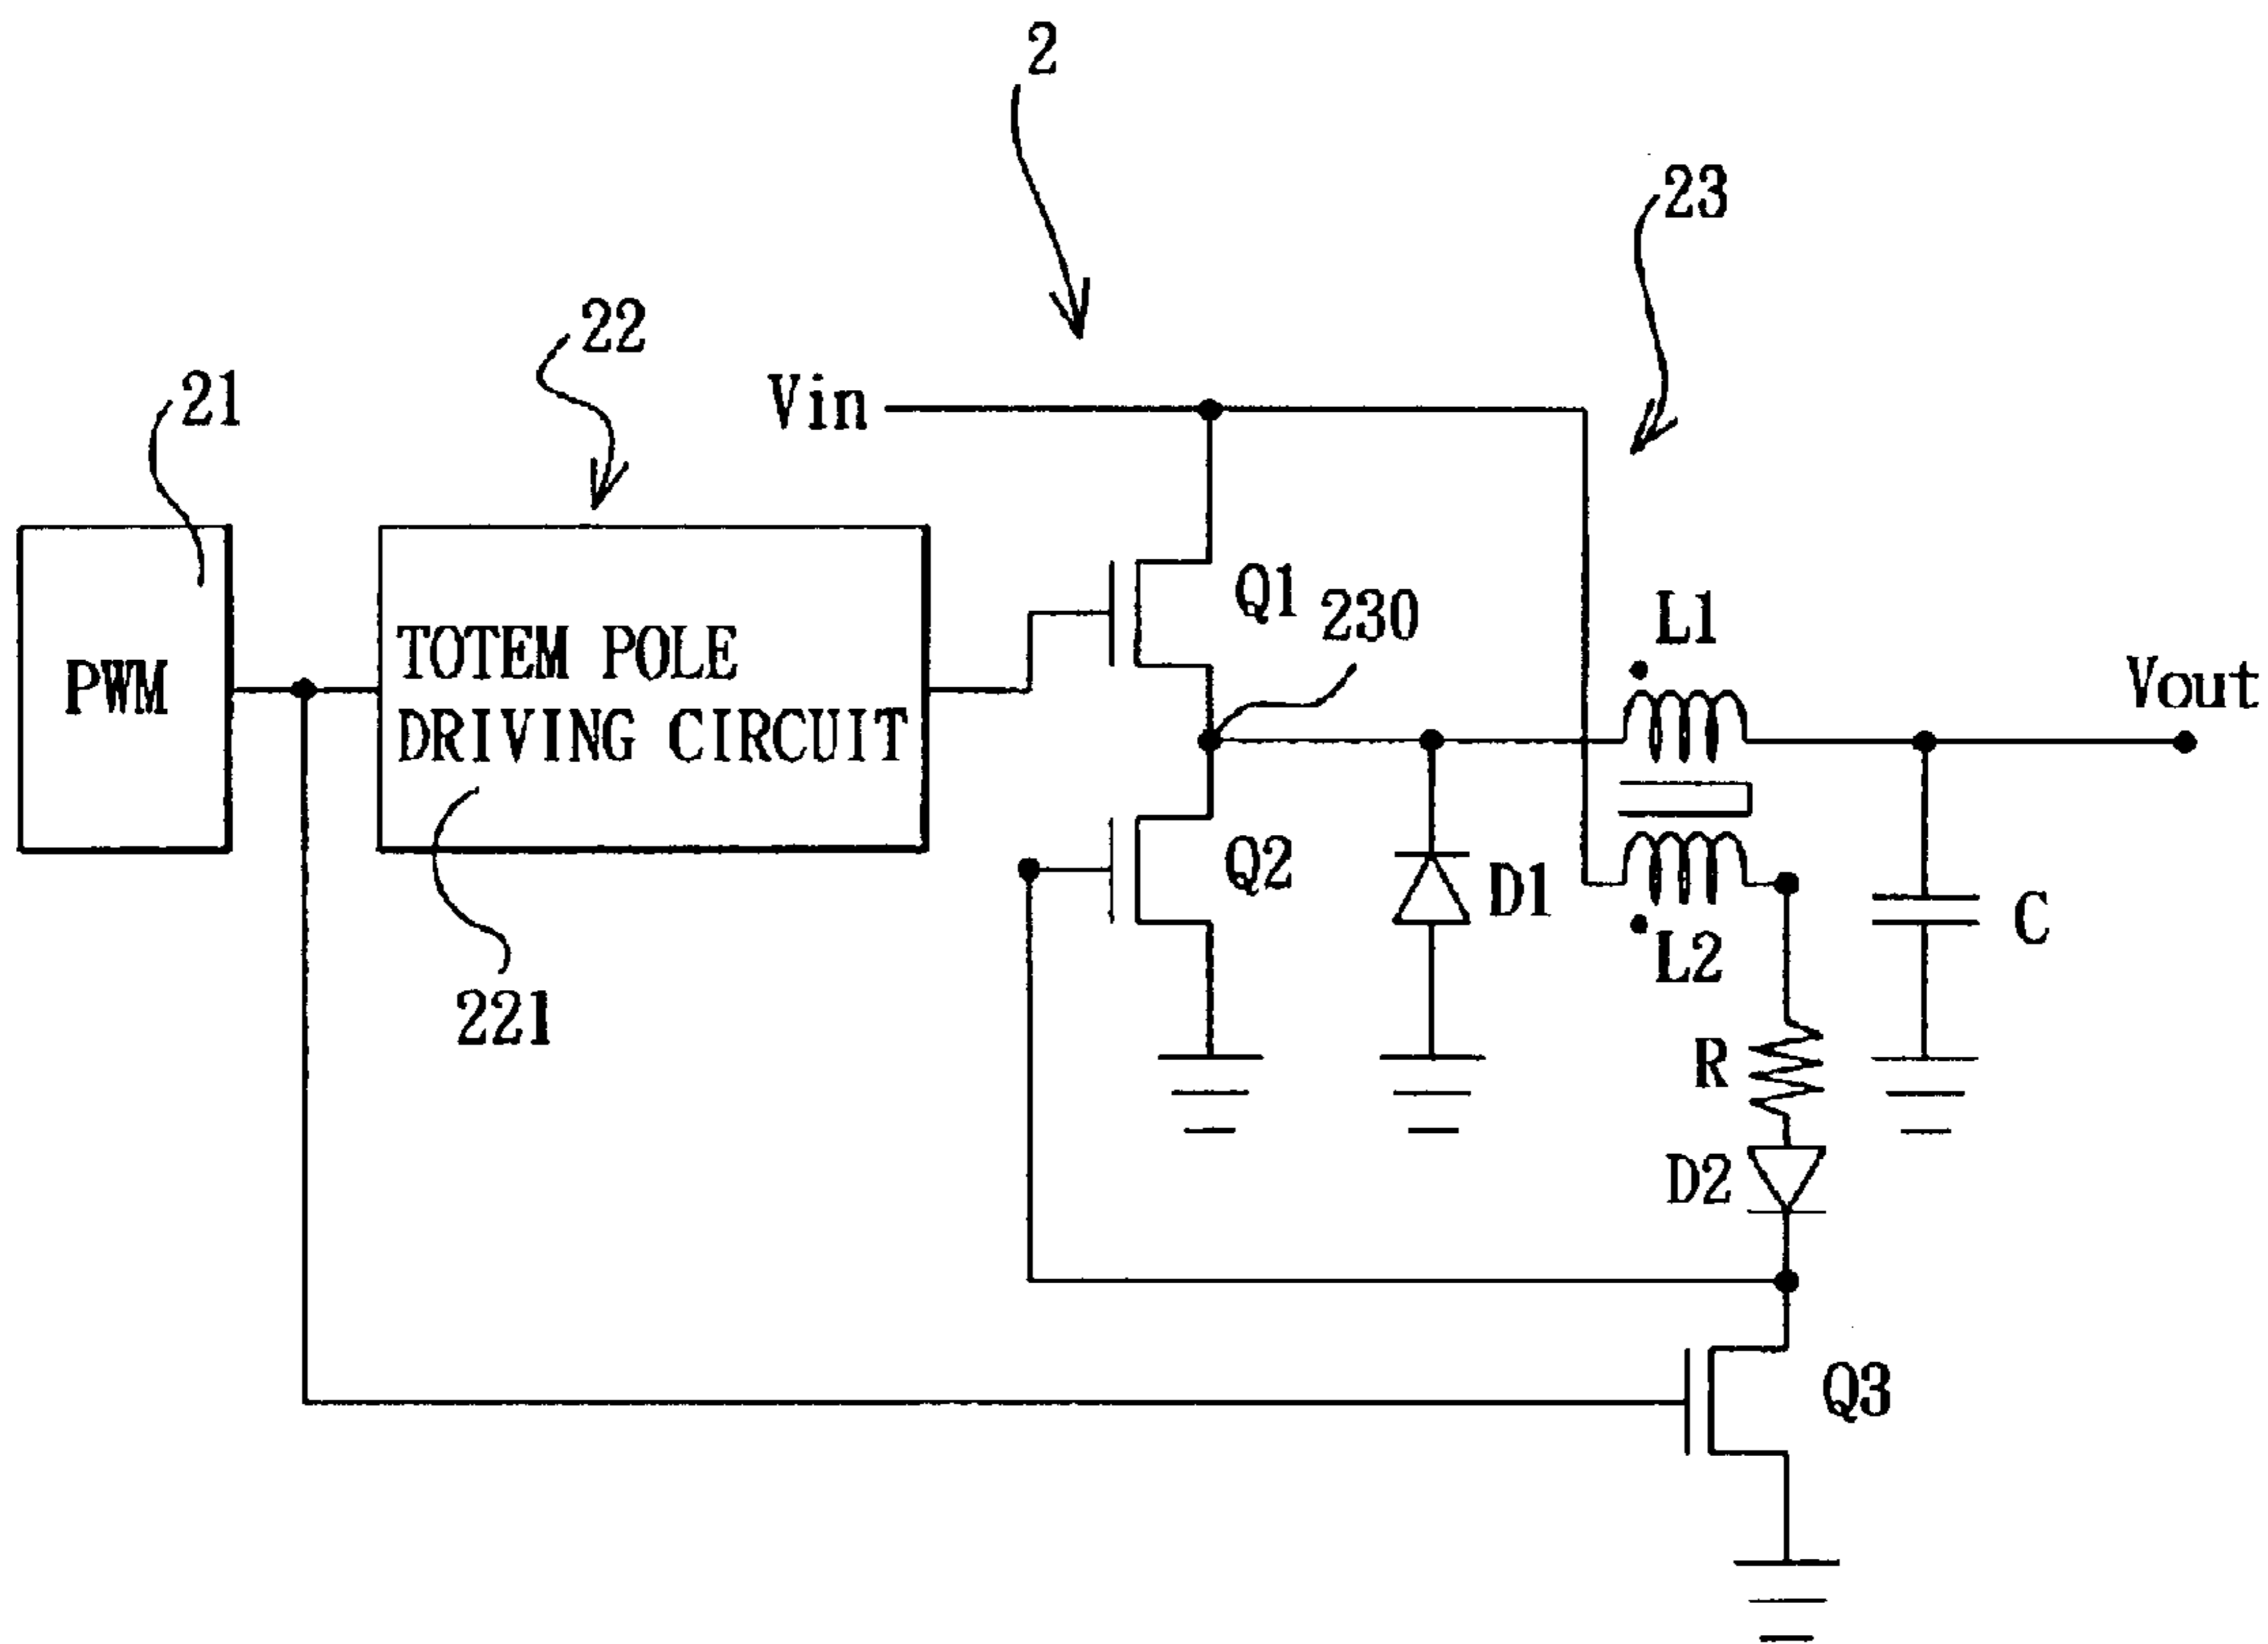 2
23
22
21
Vin
Q1
230
L1
PWM
TOTEM POLE
DRIVING CIRCUIT
Vout
Q2
D1
C
L2
221
R
D2
Q3